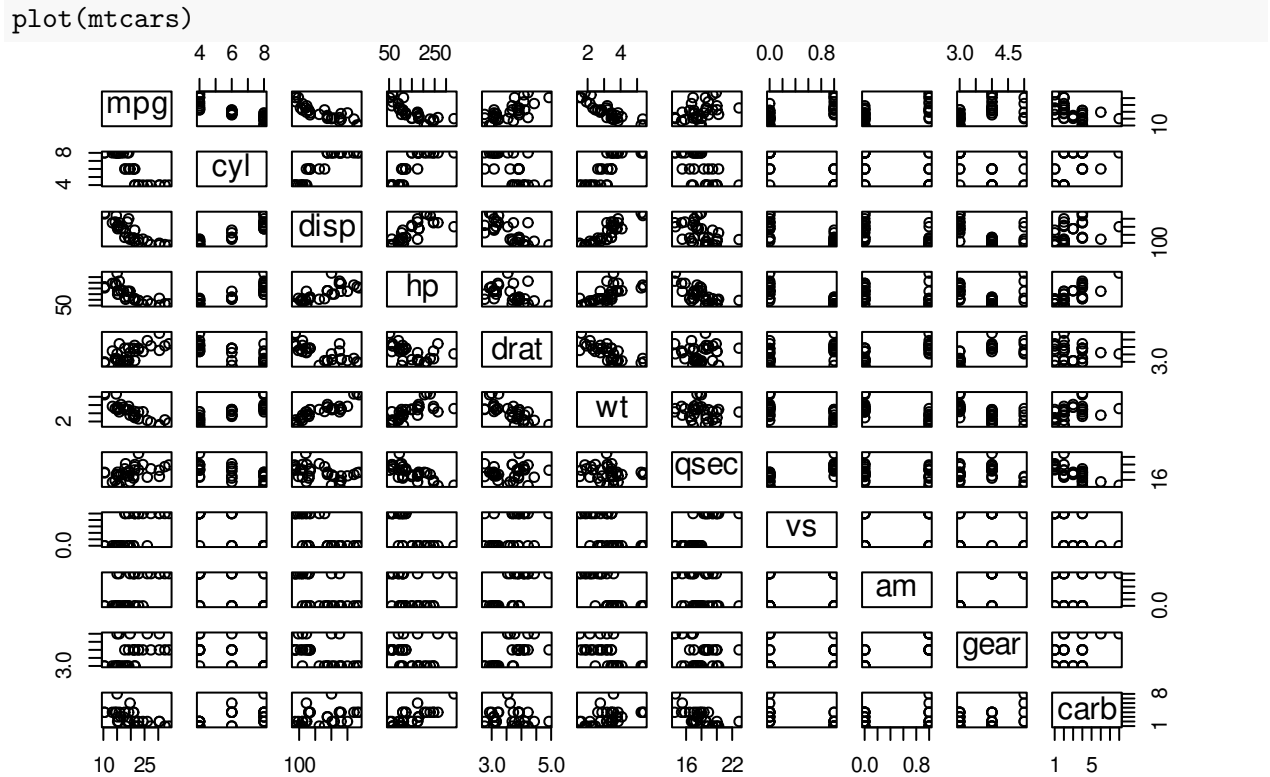 plot(mtcars)
4 6 8 50 250 2 4 0.0 0.8 3.0 4.5
mpg 10
8 4 cyl
disp 100
50 hp
drat 3.0
2 wt
qsec 16
0.0 vs
am 0.0
3.0 gear
carb 1 8
10 25 100 3.0 5.0 16 22 0.0 0.8 1 5